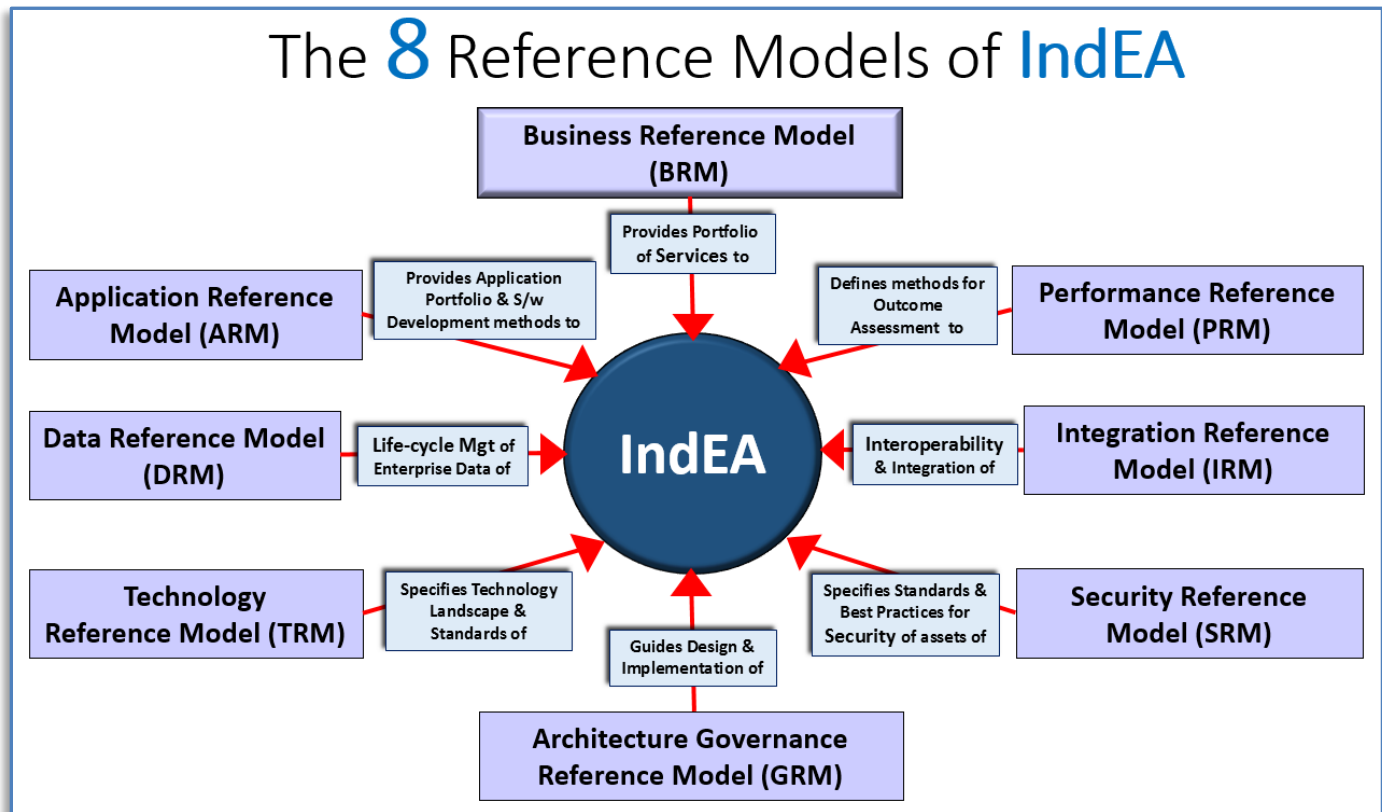 The 8 Reference Models of IndEA
Business Reference Model
(BRM)
Provides Portfolio
of Services to
Application Reference
Model (ARM)
Provides Application
Portfolio & S/w
Development methods to
Defines methods for
Outcome
Assessment to
Performance Reference
Model (PRM)
Data Reference Model
(DRM)
Life-cycle Mgt of
Enterprise Data of
IndEA
Interoperability
& Integration of
Integration Reference
Model (IRM)
Technology
Reference Model (TRM)
Specifies Technology
Landscape &
Standards of
Guides Design &
Implementation of
Specifies Standards &
Best Practices for
Security of assets of
Security Reference
Model (SRM)
Architecture Governance
Reference Model (GRM)